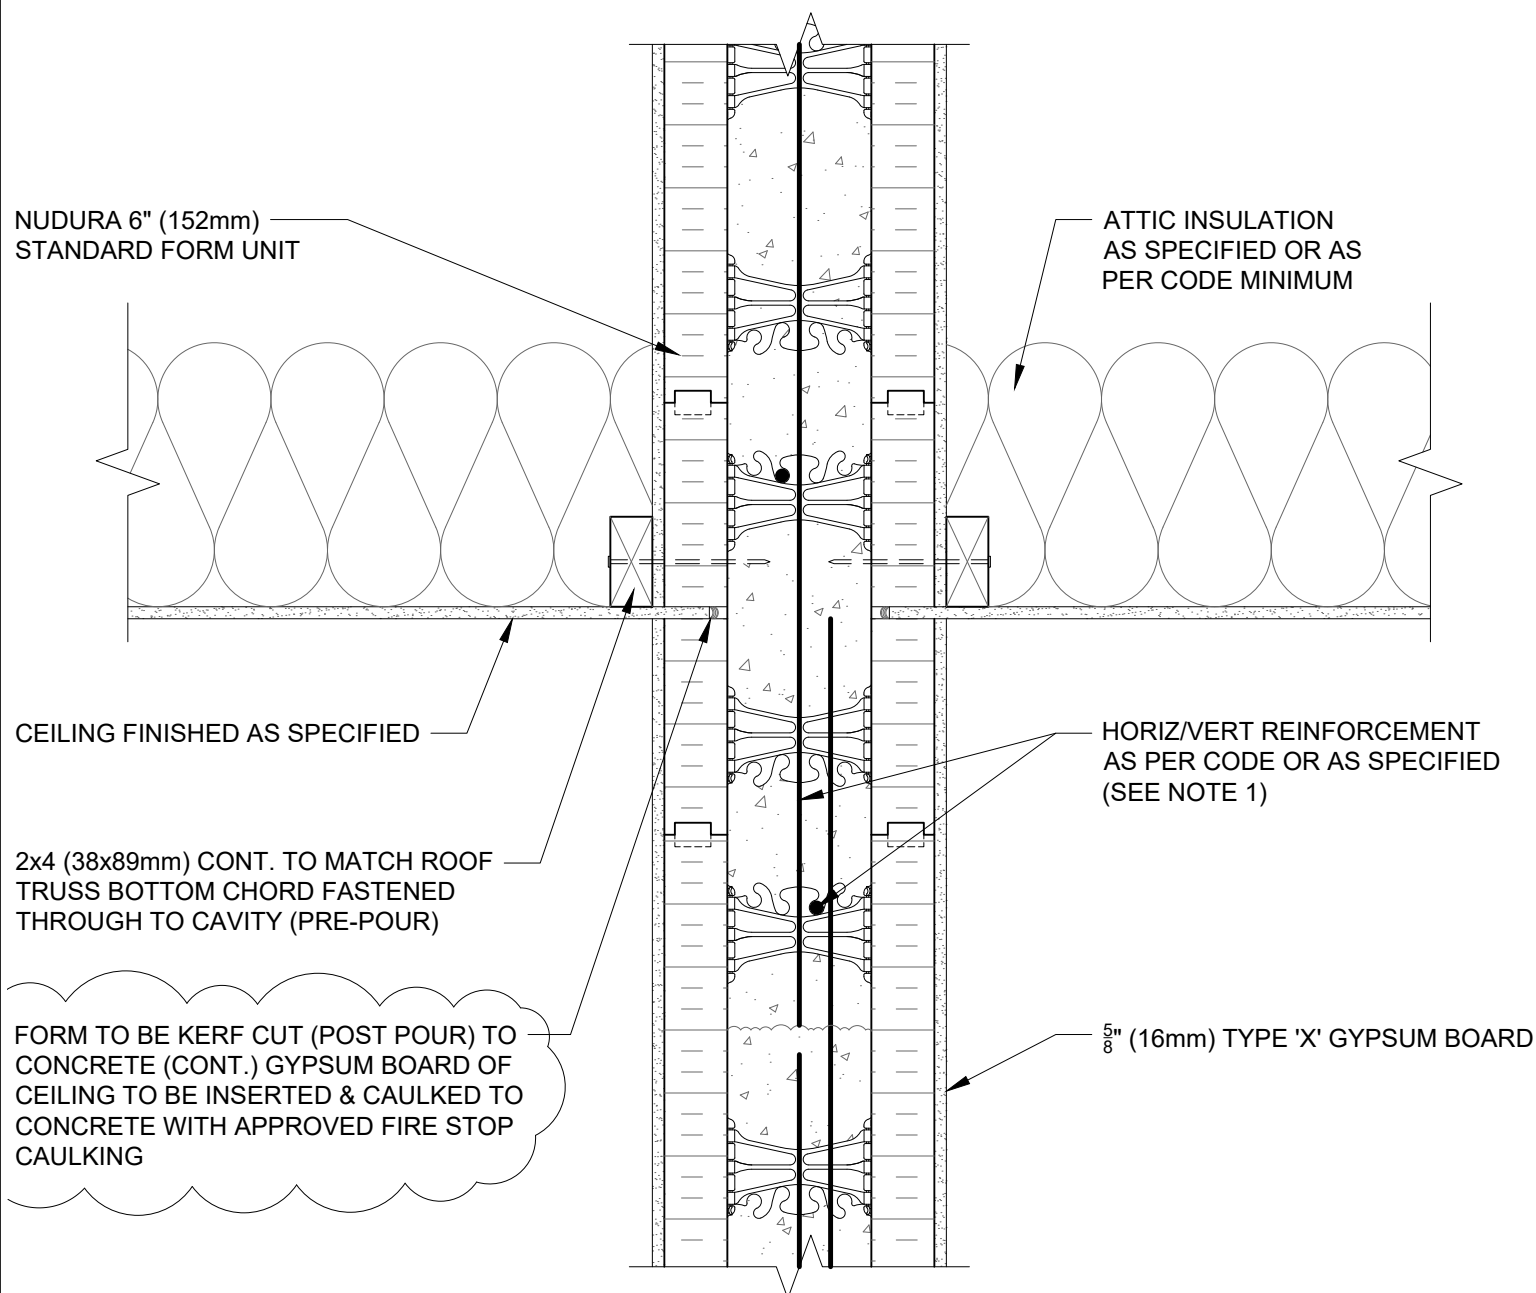 NUDURA 6" (152mm)
STANDARD FORM UNIT
ATTIC INSULATION
AS SPECIFIED OR AS
PER CODE MINIMUM
CEILING FINISHED AS SPECIFIED
HORIZ/VERT REINFORCEMENT
AS PER CODE OR AS SPECIFIED
(SEE NOTE 1)
2x4 (38x89mm) CONT. TO MATCH ROOF
TRUSS BOTTOM CHORD FASTENED
THROUGH TO CAVITY (PRE-POUR)
FORM TO BE KERF CUT (POST POUR) TO
CONCRETE (CONT.) GYPSUM BOARD OF
CEILING TO BE INSERTED & CAULKED TO
CONCRETE WITH APPROVED FIRE STOP
CAULKING
5/8" (16mm) TYPE 'X' GYPSUM BOARD